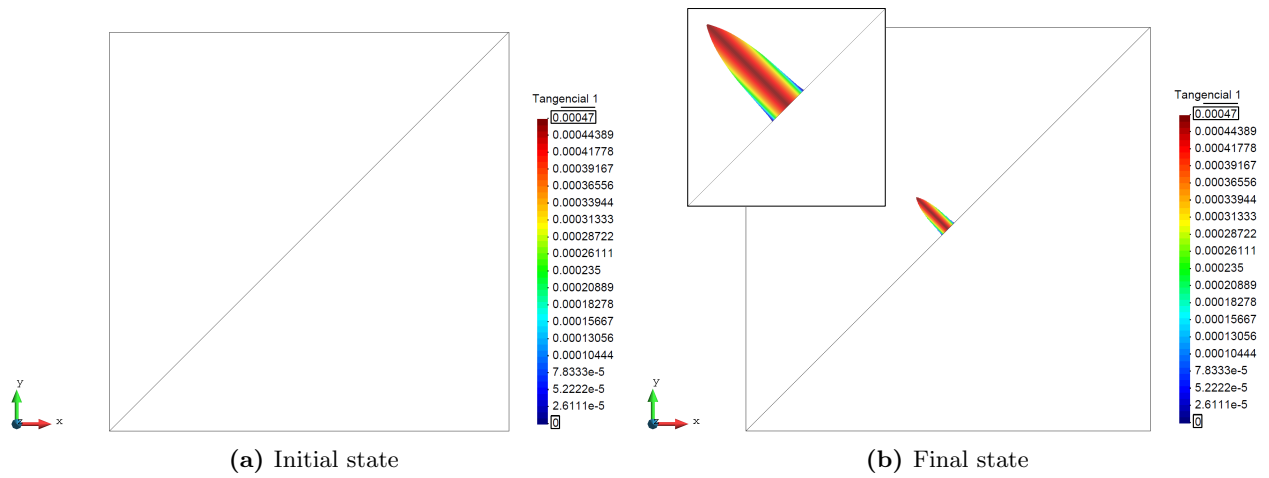 Tangencial 1
0.00047
0.00044389
0.00041778
0.00039167
0.00036556
0.00033944
0.00031333
0.00028722
0.00026111
0.000235
0.00020889
0.00018278
0.00015667
0.00013056
0.00010444
7.8333e-5
5.2222e-5
2.6111e-5
0
y
x
z
(a) Initial state
Tangencial 1
0.00047
0.00044389
0.00041778
0.00039167
0.00036556
0.00033944
0.00031333
0.00028722
0.00026111
0.000235
0.00020889
0.00018278
0.00015667
0.00013056
0.00010444
7.8333e-5
5.2222e-5
2.6111e-5
0
y
x
z
(b) Final state